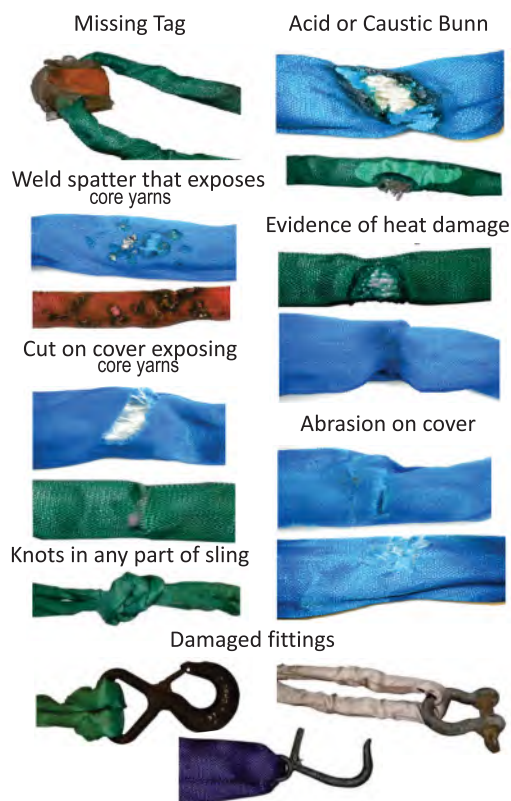 Missing Tag
Acid or Caustic Bunn
Weld spatter that exposes
core yarns
Evidence of heat damage
Cut on cover exposing
core yarns
Abrasion on cover
Knots in any part of sling
Damaged fittings